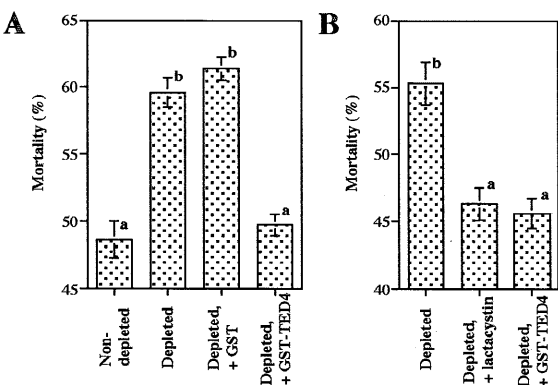 A
Mortality (%)
65
60
55
50
45
a
b
b
a
Non-
depleted
Depleted
Depleted,
+ GST
Depleted,
+ GST-TED4
B
Mortality (%)
60
55
50
45
40
b
a
a
Depleted
Depleted,
+ lactacystin
Depleted,
+ GST-TED4